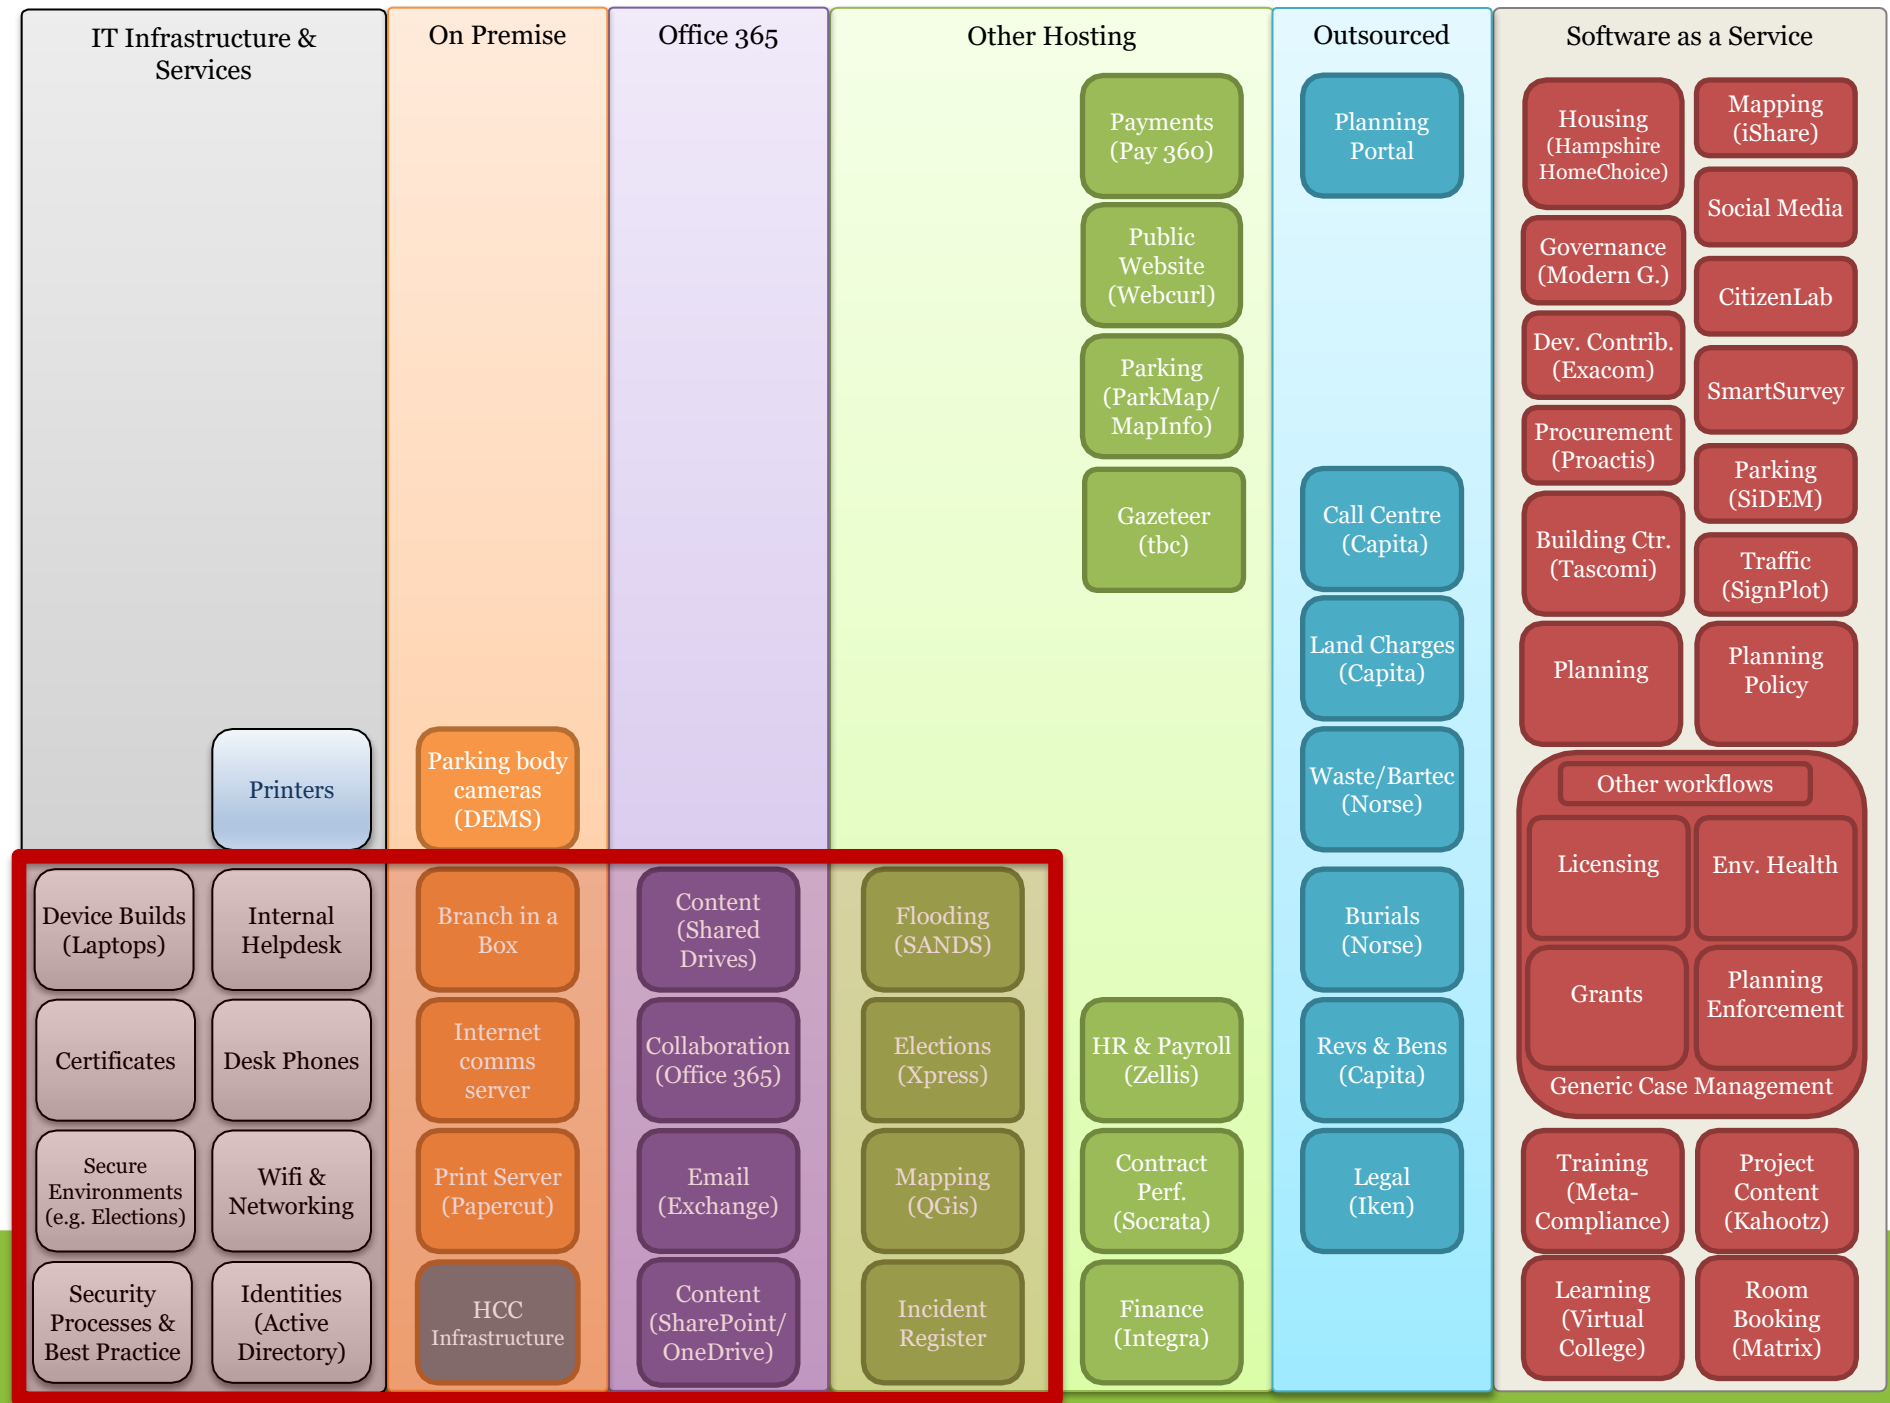 IT Infrastructure &
Services
Printers
Device Builds
(Laptops)
Internal
Helpdesk
Certificates
Desk Phones
Secure
Environments
(e.g. Elections)
Wifi &
Networking
Security
Processes &
Best Practice
Identities
(Active
Directory)
On Premise
Parking body
cameras
(DEMS)
Branch in a
Box
Internet
comms
server
Print Server
(Papercut)
HCC
Infrastructure
Office 365
Content
(Shared
Drives)
Collaboration
(Office 365)
Email
(Exchange)
Content
(SharePoint/
OneDrive)
Other Hosting
Payments
(Pay 360)
Public
Website
(Webcurl)
Parking
(ParkMap/
MapInfo)
Gazeteer
(tbc)
Flooding
(SANDS)
Elections
(Xpress)
HR & Payroll
(Zellis)
Mapping
(QGis)
Contract
Perf.
(Socrata)
Incident
Register
Finance
(Integra)
Outsourced
Planning
Portal
Call Centre
(Capita)
Land Charges
(Capita)
Waste/Bartec
(Norse)
Burials
(Norse)
Revs & Bens
(Capita)
Legal
(Iken)
Software as a Service
Housing
(Hampshire
HomeChoice)
Mapping
(iShare)
Social Media
Governance
(Modern G.)
CitizenLab
Dev. Contrib.
(Exacom)
SmartSurvey
Procurement
(Proactis)
Parking
(SiDEM)
Building Ctr.
(Tascomi)
Traffic
(SignPlot)
Planning
Planning
Policy
Other workflows
Licensing
Env. Health
Grants
Planning
Enforcement
Generic Case Management
Training
(Meta-
Compliance)
Project
Content
(Kahootz)
Learning
(Virtual
College)
Room
Booking
(Matrix)